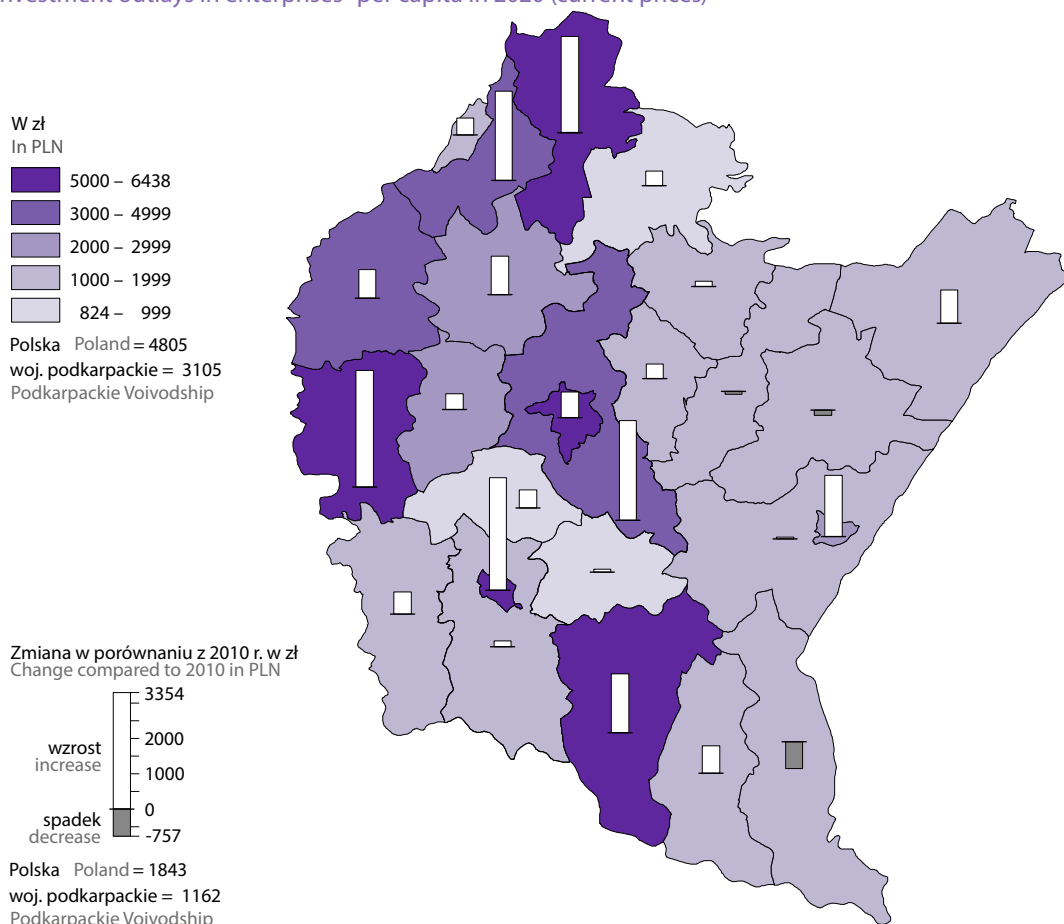 investment outlays in enterprises per capita in 2020 (current prices)
W zł
In PLN
5000 – 6438
3000 – 4999
2000 – 2999
1000 – 1999
824 – 999
Polska Poland = 4805
woj. podkarpackie = 3105
Podkarpackie Voivodship
Zmiana w porównaniu z 2010 r. w zł
Change compared to 2010 in PLN
3354
2000
wzrost
increase
1000
0
spadek
decrease
-757
Polska Poland = 1843
woj. podkarpackie = 1162
Podkarpackie Voivodship